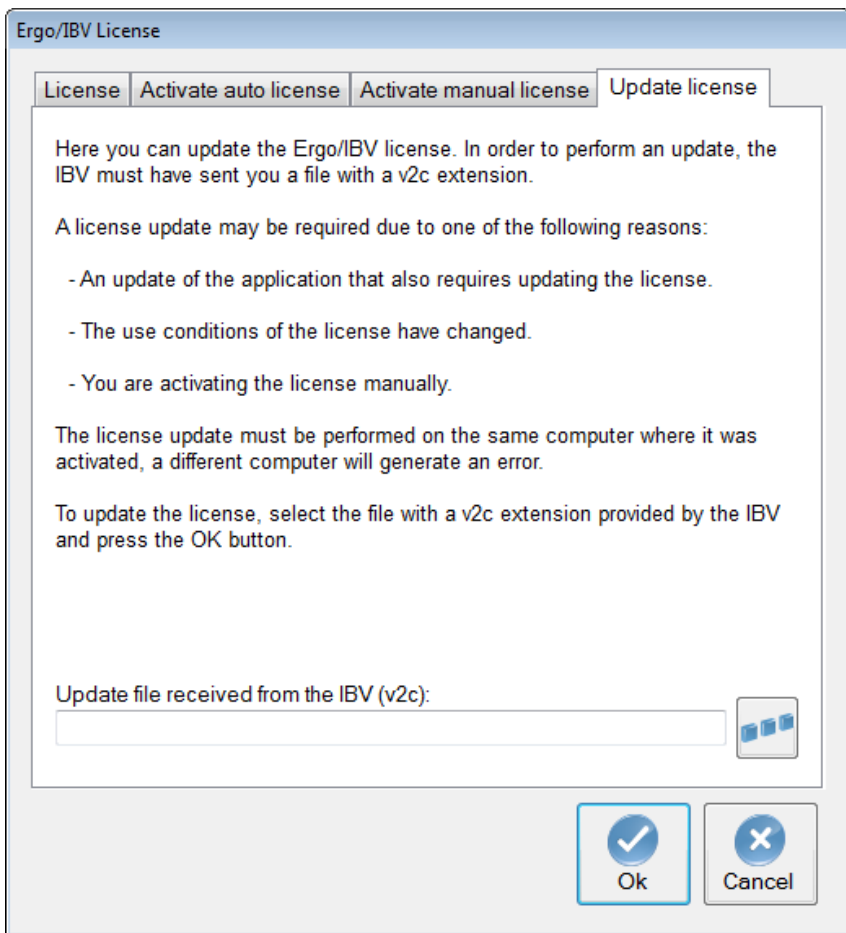 Ergo/IBV License
License
Activate auto license
Activate manual license
Update license
Here you can update the Ergo/IBV license. In order to perform an update, the
IBV must have sent you a file with a v2c extension.
A license update may be required due to one of the following reasons:
- An update of the application that also requires updating the license.
- The use conditions of the license have changed.
- You are activating the license manually.
The license update must be performed on the same computer where it was
activated, a different computer will generate an error.
To update the license, select the file with a v2c extension provided by the IBV
and press the OK button.
Update file received from the IBV (v2c):
Ok
Cancel